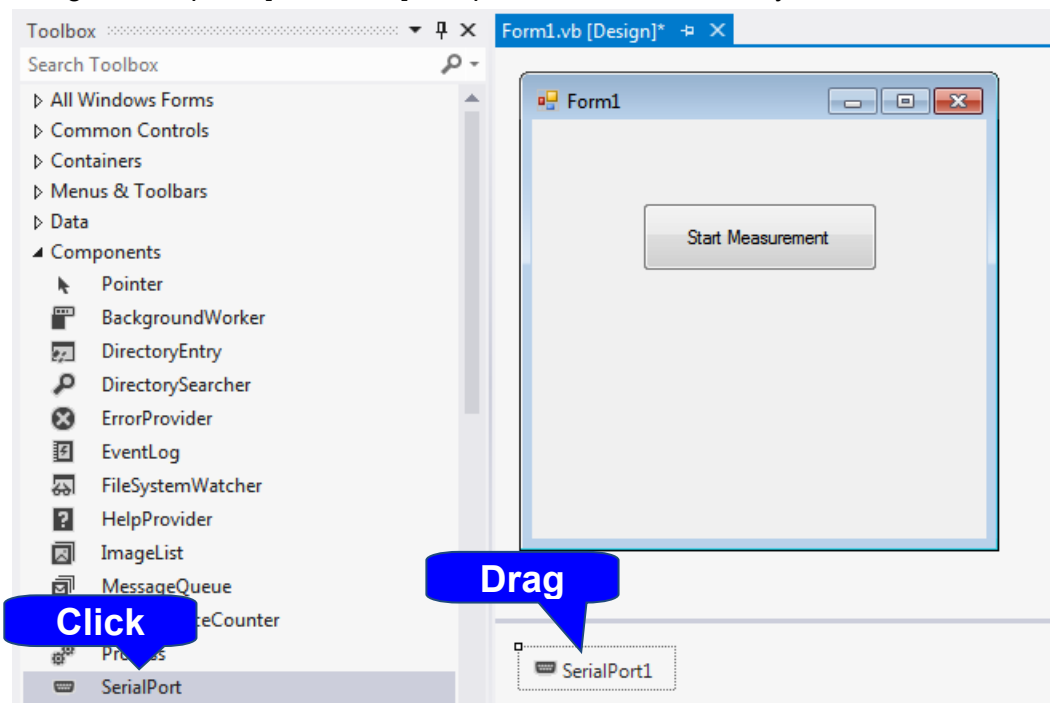 Toolbox
Search Toolbox
All Windows Forms
Common Controls
Containers
Menus & Toolbars
Data
Components
Pointer
BackgroundWorker
DirectoryEntry
DirectorySearcher
ErrorProvider
EventLog
FileSystemWatcher
HelpProvider
ImageList
MessageQueue
SerialPort
Click
Form1.vb [Design]*
Form1
Start Measurement
Drag
SerialPort1